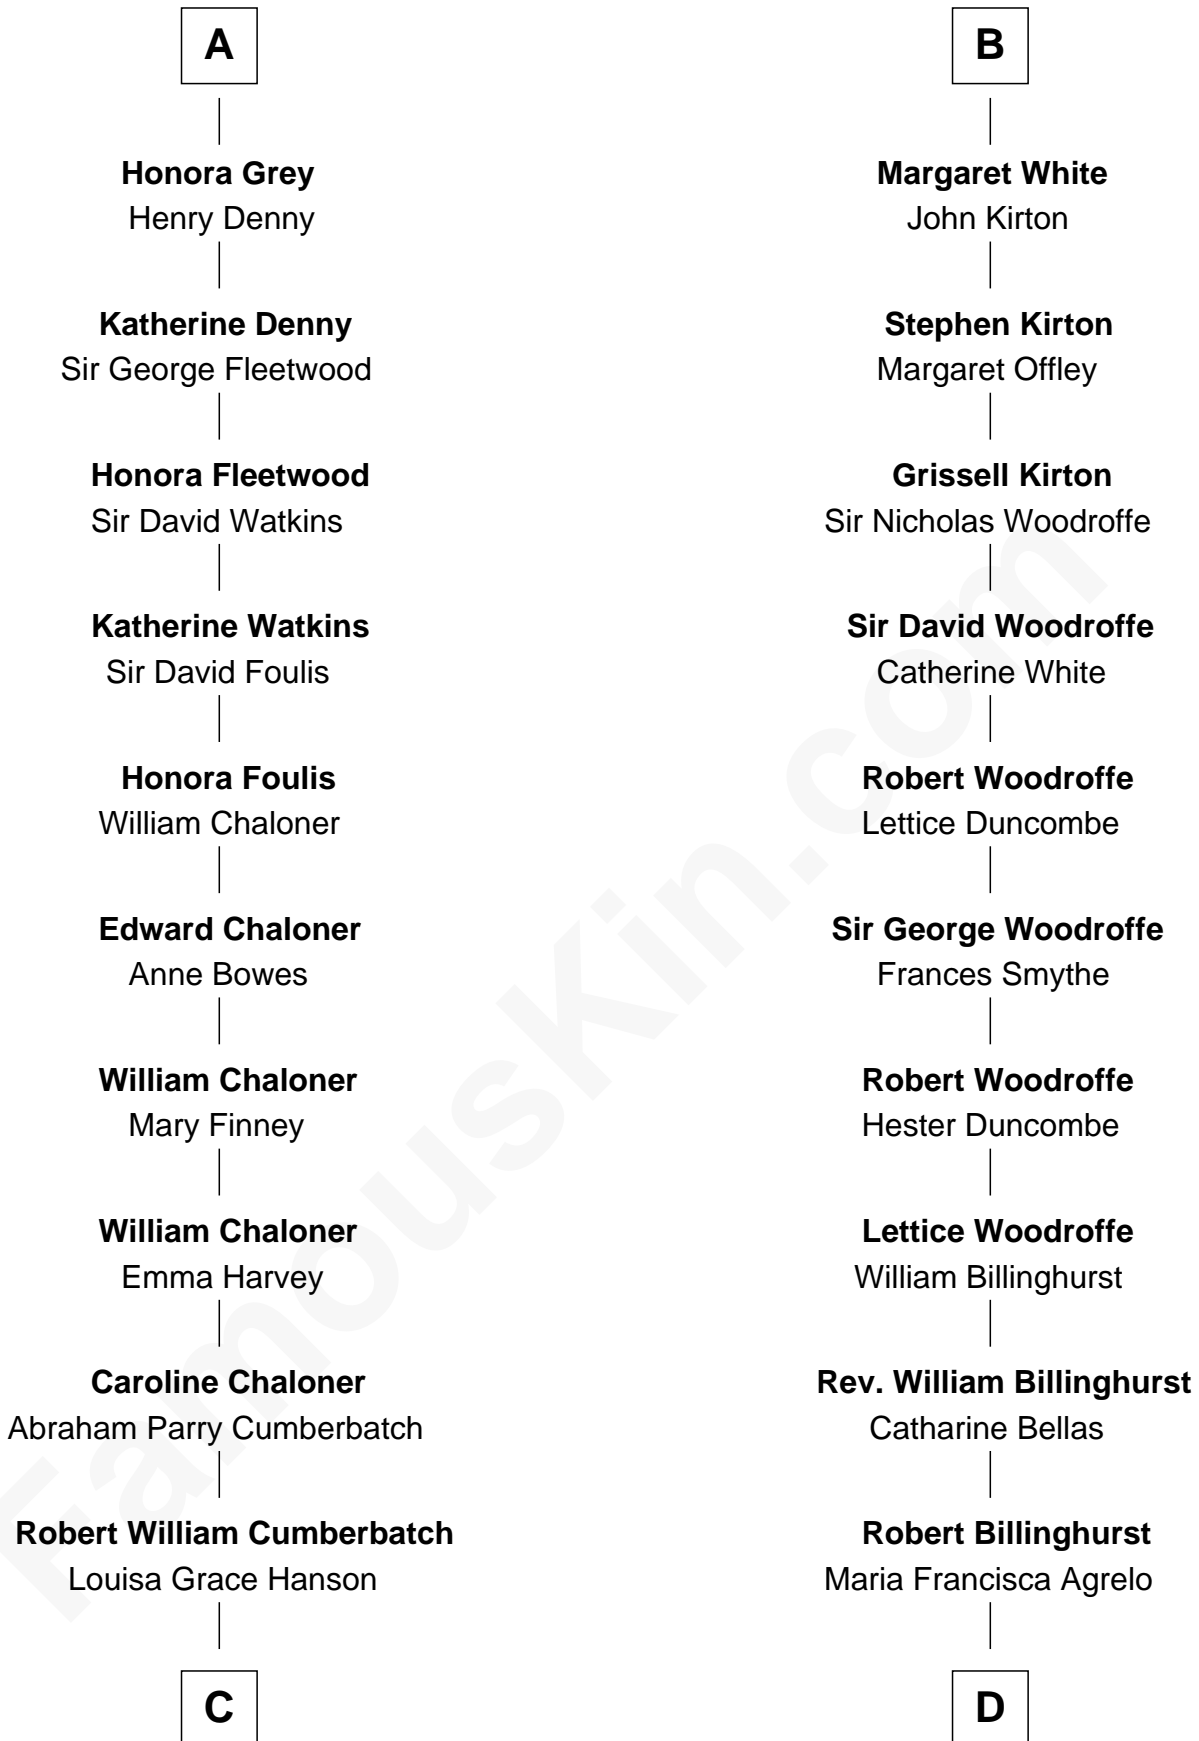 A
Honora Grey
Henry Denny
Katherine Denny
Sir George Fleetwood
Honora Fleetwood
Sir David Watkins
Katherine Watkins
Sir David Foulis
Honora Foulis
William Chaloner
Edward Chaloner
Anne Bowes
William Chaloner
Mary Finney
William Chaloner
Emma Harvey
Caroline Chaloner
Abraham Parry Cumberbatch
Robert William Cumberbatch
Louisa Grace Hanson
C
B
Margaret White
John Kirton
Stephen Kirton
Margaret Offley
Grissell Kirton
Sir Nicholas Woodroffe
Sir David Woodroffe
Catherine White
Robert Woodroffe
Lettice Duncombe
Sir George Woodroffe
Frances Smythe
Robert Woodroffe
Hester Duncombe
Lettice Woodroffe
William Billinghurst
Rev. William Billinghurst
Catharine Bellas
Robert Billinghurst
Maria Francisca Agrelo
D
FamousKin.com